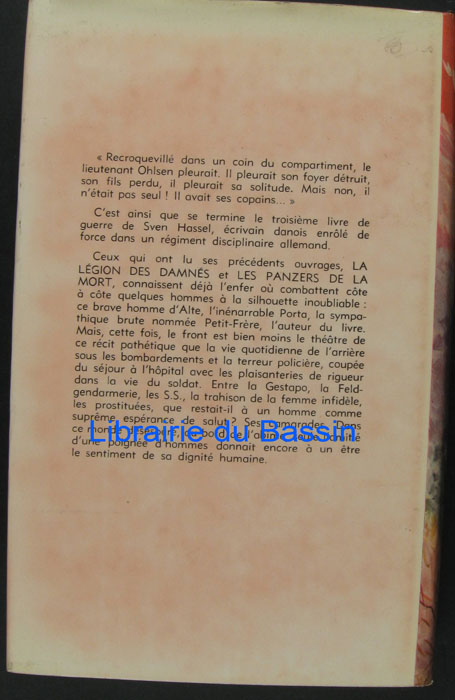 « Recroquevillé dans un coin du compartiment, le
lieutenant Ohlsen pleurait. Il pleurait son foyer détruit,
son fils perdu, il pleurait sa solitude. Mais non, il
n'était pas seul ! Il avait ses copains... »
C'est ainsi que se termine le troisième livre de
guerre de Sven Hassel, écrivain danois enrôlé de
force dans un régiment disciplinaire allemand.
Ceux qui ont lu ses précédents ouvrages, LA
LÉGION DES DAMNÉS et LES PANZERS DE LA
MORT, connaissent déjà l'enfer où combattent côte
à côte quelques hommes à la silhouette inoubliable :
ce brave homme d'Alte, l'inénarrable Porta, la sympa-
thique brute nommée Petit-Frère, l'auteur du livre.
Mais, cette fois, le front est bien moins le théâtre de
ce récit pathétique que la vie quotidienne de l'arrière
sous les bombardements et la terreur policière, coupée
du séjour à l'hôpital avec les plaisanteries de rigueur
dans la vie du soldat. Entre la Gestapo, la Feld-
gendarmerie, les S.S., la trahison de la femme infidèle,
les prostituées, que restait-il à un homme comme
suprême espérance de salut ? Ses camarades. Dans
ce monde
d'une poignée d'hommes donnait encore à un être
le sentiment de sa dignité humaine.
Librairie du Bassin